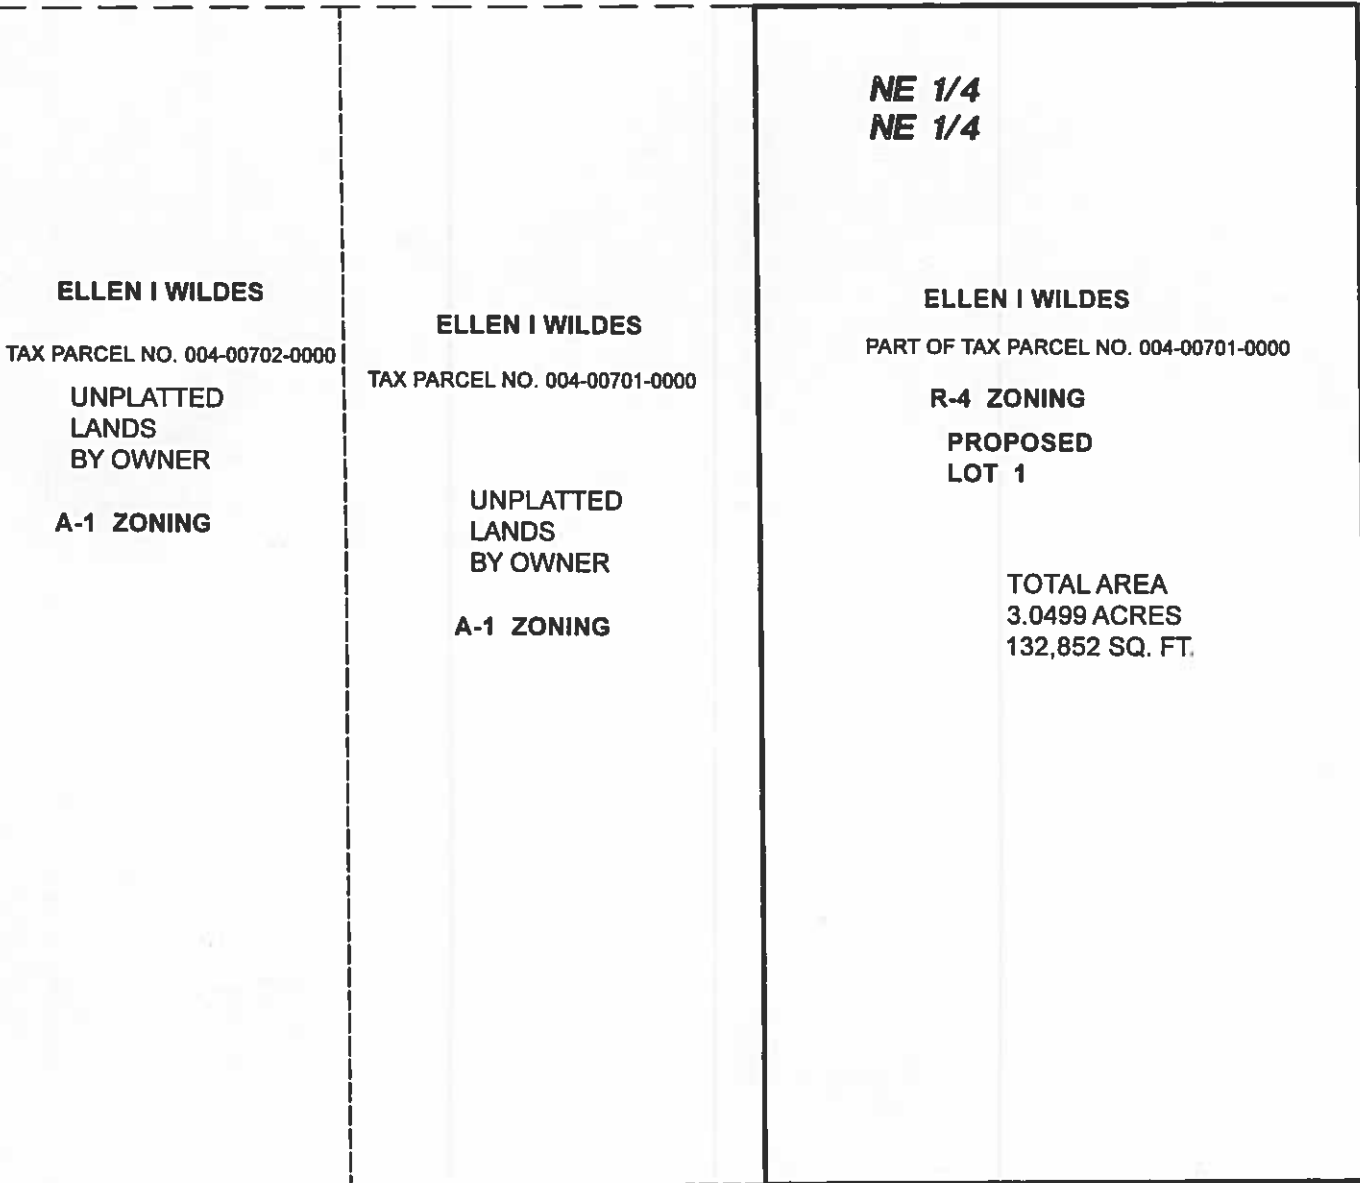 NE 1/4
NE 1/4
ELLEN I WILDES
TAX PARCEL NO. 004-00702-0000
UNPLATTED
LANDS
BY OWNER
A-1 ZONING
ELLEN I WILDES
TAX PARCEL NO. 004-00701-0000
UNPLATTED
LANDS
BY OWNER
A-1 ZONING
ELLEN I WILDES
PART OF TAX PARCEL NO. 004-00701-0000
R-4 ZONING
PROPOSED
LOT 1
TOTAL AREA
3.0499 ACRES
132,852 SQ. FT.